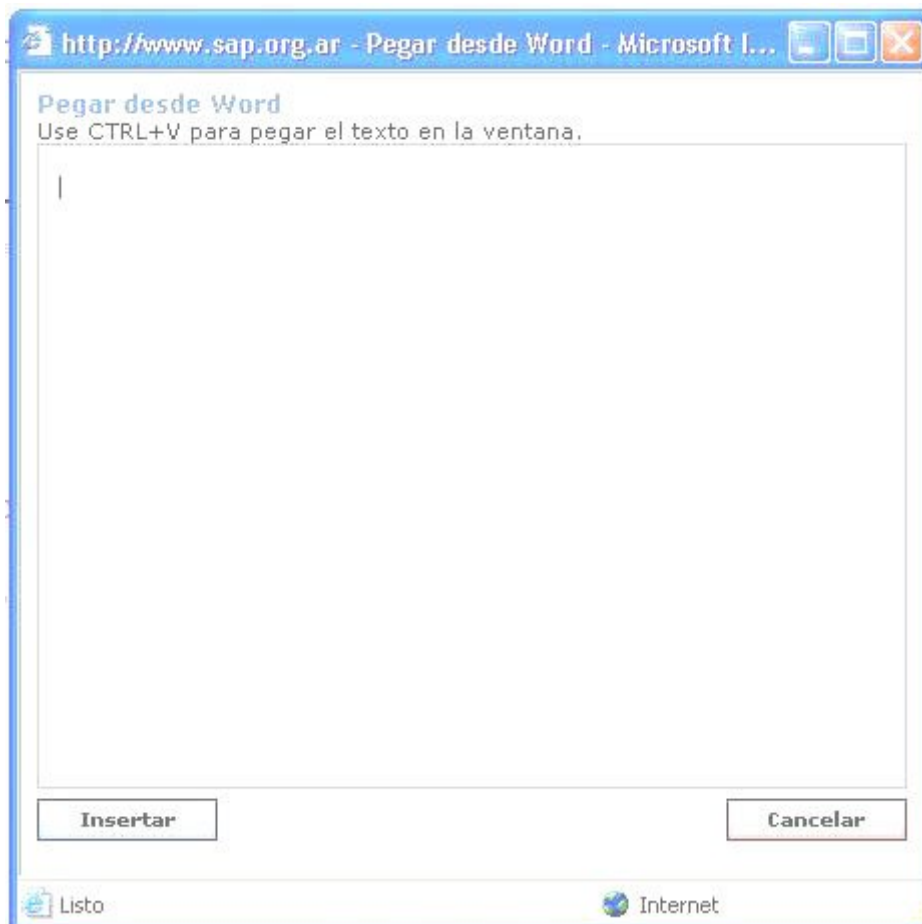 http://www.sap.org.ar - Pegar desde Word - Microsoft I...
Pegar desde Word
Use CTRL+V para pegar el texto en la ventana.
Insertar
Cancelar
Listo
Internet